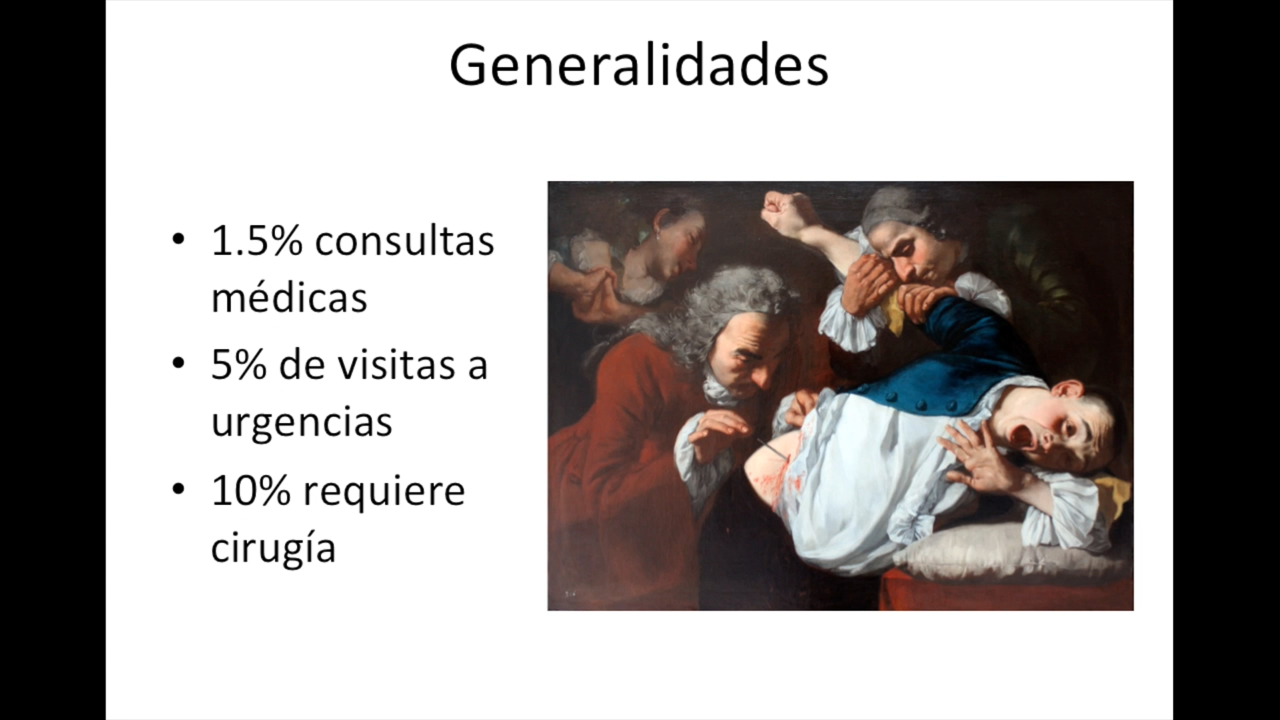 Generalidades
• 1.5% consultas
médicas
• 5% de visitas a
urgencias
• 10% requiere
cirugía